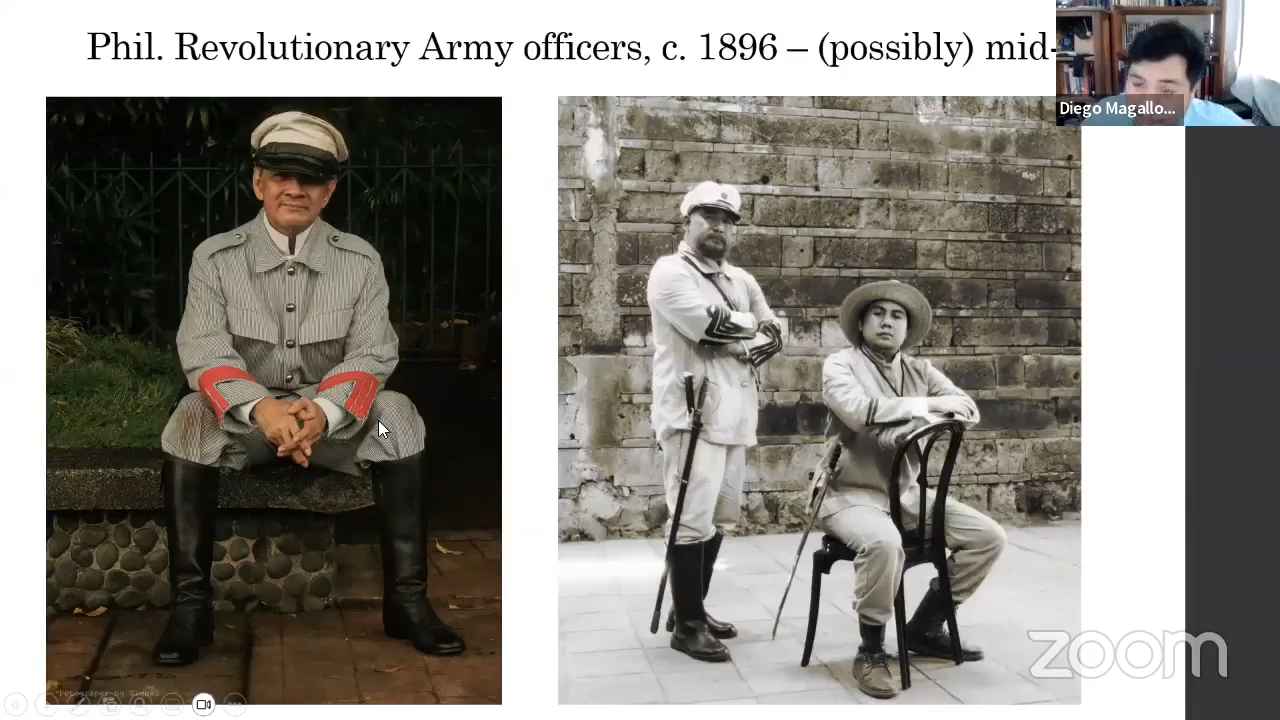 Phil. Revolutionary Army officers, c. 1896 – (possibly) mid-
Diego Magallo...
zoom